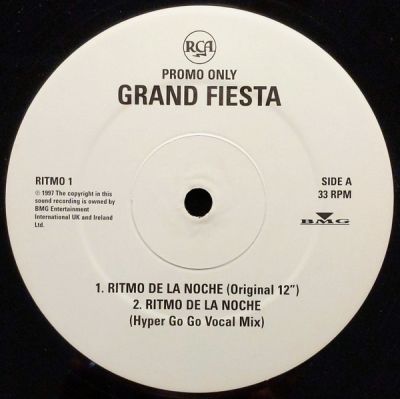 RCA
PROMO ONLY
GRAND FIESTA
RITMO 1
℗ 1997 The copyright in this
sound recording is owned by
BMG Entertainment
International UK and Ireland
Ltd.
SIDE A
33 RPM
BMG
1. RITMO DE LA NOCHE (Original 12”)
2. RITMO DE LA NOCHE
(Hyper Go Go Vocal Mix)